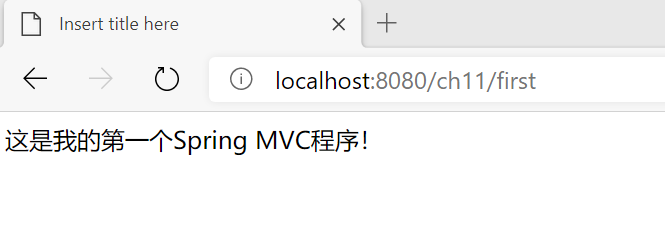 Insert title here
localhost:8080/ch11/first
这是我的第一个Spring MVC程序！